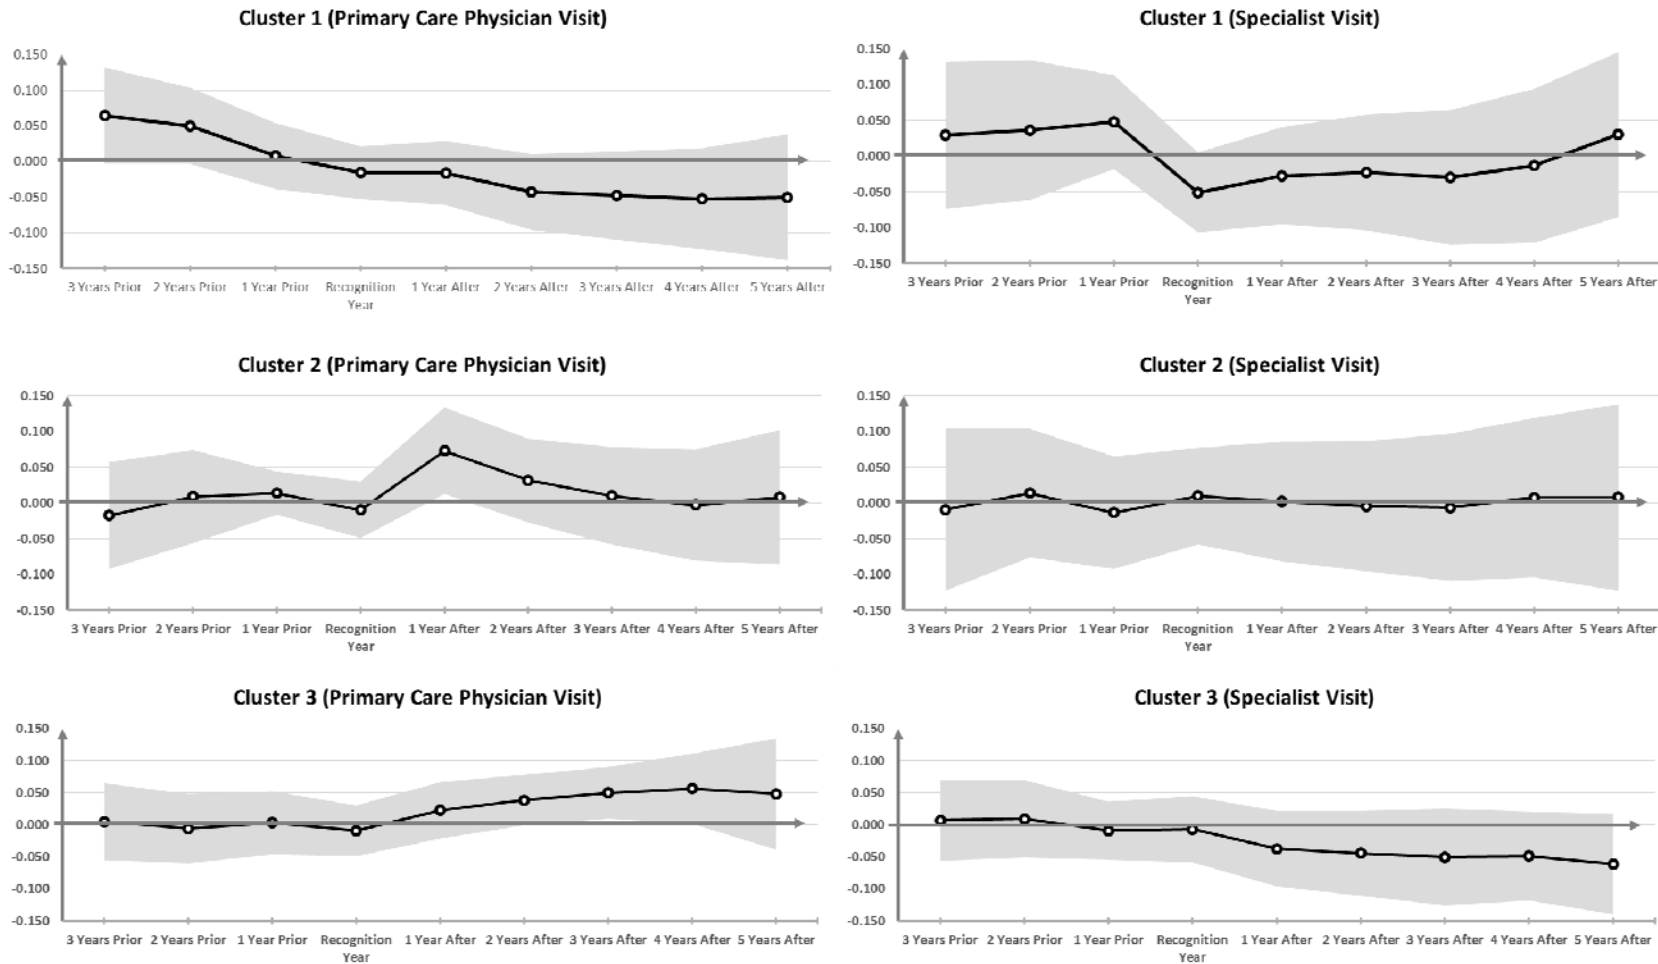 Cluster 1 (Primary Care Physician Visit)
0.150
0.100
0.050
0.000
-0.050
-0.100
-0.150
3 Years Prior 2 Years Prior 1 Year Prior Recognition 1 Year After 2 Years After 3 Years After 4 Years After 5 Years After
Year
Cluster 1 (Specialist Visit)
0.150
0.100
0.050
0.000
-0.050
-0.100
-0.150
3 Years Prior 2 Years Prior 1 Year Prior Recognition 1 Year After 2 Years After 3 Years After 4 Years After 5 Years After
Year
Cluster 2 (Primary Care Physician Visit)
0.150
0.100
0.050
0.000
-0.050
-0.100
-0.150
3 Years Prior 2 Years Prior 1 Year Prior Recognition 1 Year After 2 Years After 3 Years After 4 Years After 5 Years After
Year
Cluster 2 (Specialist Visit)
0.150
0.100
0.050
0.000
-0.050
-0.100
-0.150
3 Years Prior 2 Years Prior 1 Year Prior Recognition 1 Year After 2 Years After 3 Years After 4 Years After 5 Years After
Year
Cluster 3 (Primary Care Physician Visit)
0.150
0.100
0.050
0.000
-0.050
-0.100
-0.150
3 Years Prior 2 Years Prior 1 Year Prior Recognition 1 Year After 2 Years After 3 Years After 4 Years After 5 Years After
Year
Cluster 3 (Specialist Visit)
0.150
0.100
0.050
0.000
-0.050
-0.100
-0.150
3 Years Prior 2 Years Prior 1 Year Prior Recognition 1 Year After 2 Years After 3 Years After 4 Years After 5 Years After
Year